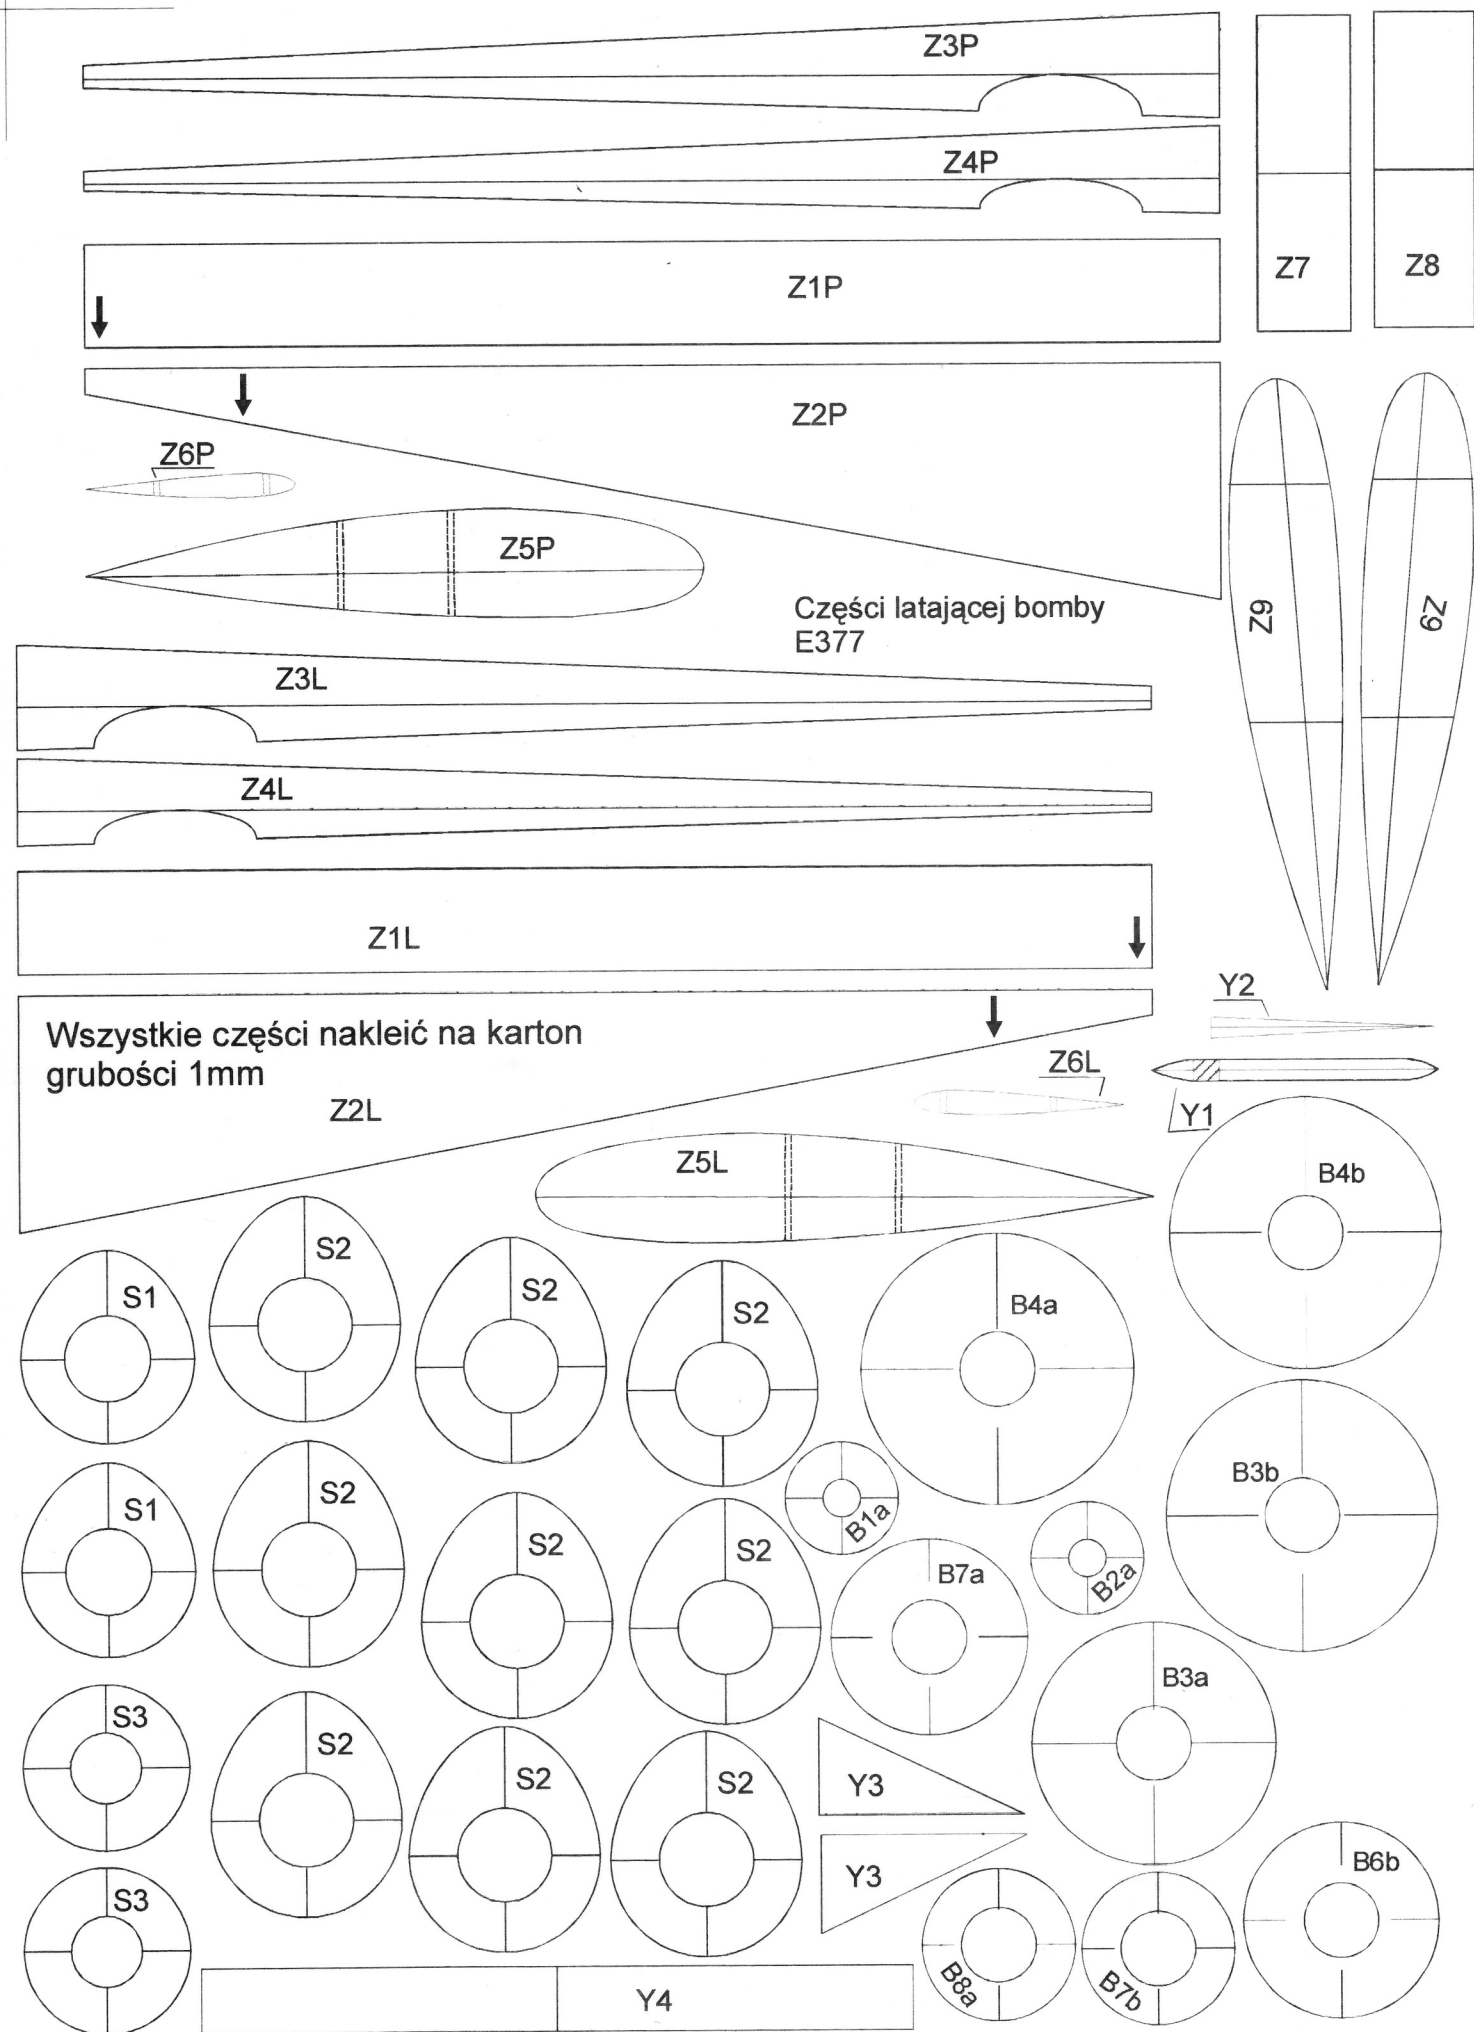 Z3P
Z4P
Z1P
Z7
Z8
Z2P
Z6P
Z5P
Części latającej bomby
E377
Z9
Z9
Z3L
Z4L
Z1L
Wszystkie części nakleić na karton
grubości 1mm
Z2L
Y2
Z6L
Y1
Z5L
B4b
S1
S2
S2
S2
B4a
B3b
S1
S2
S2
S2
B1a
B7a
B2a
B3a
S3
S2
S2
S2
Y3
Y3
B6b
S3
B8a
B7b
Y4